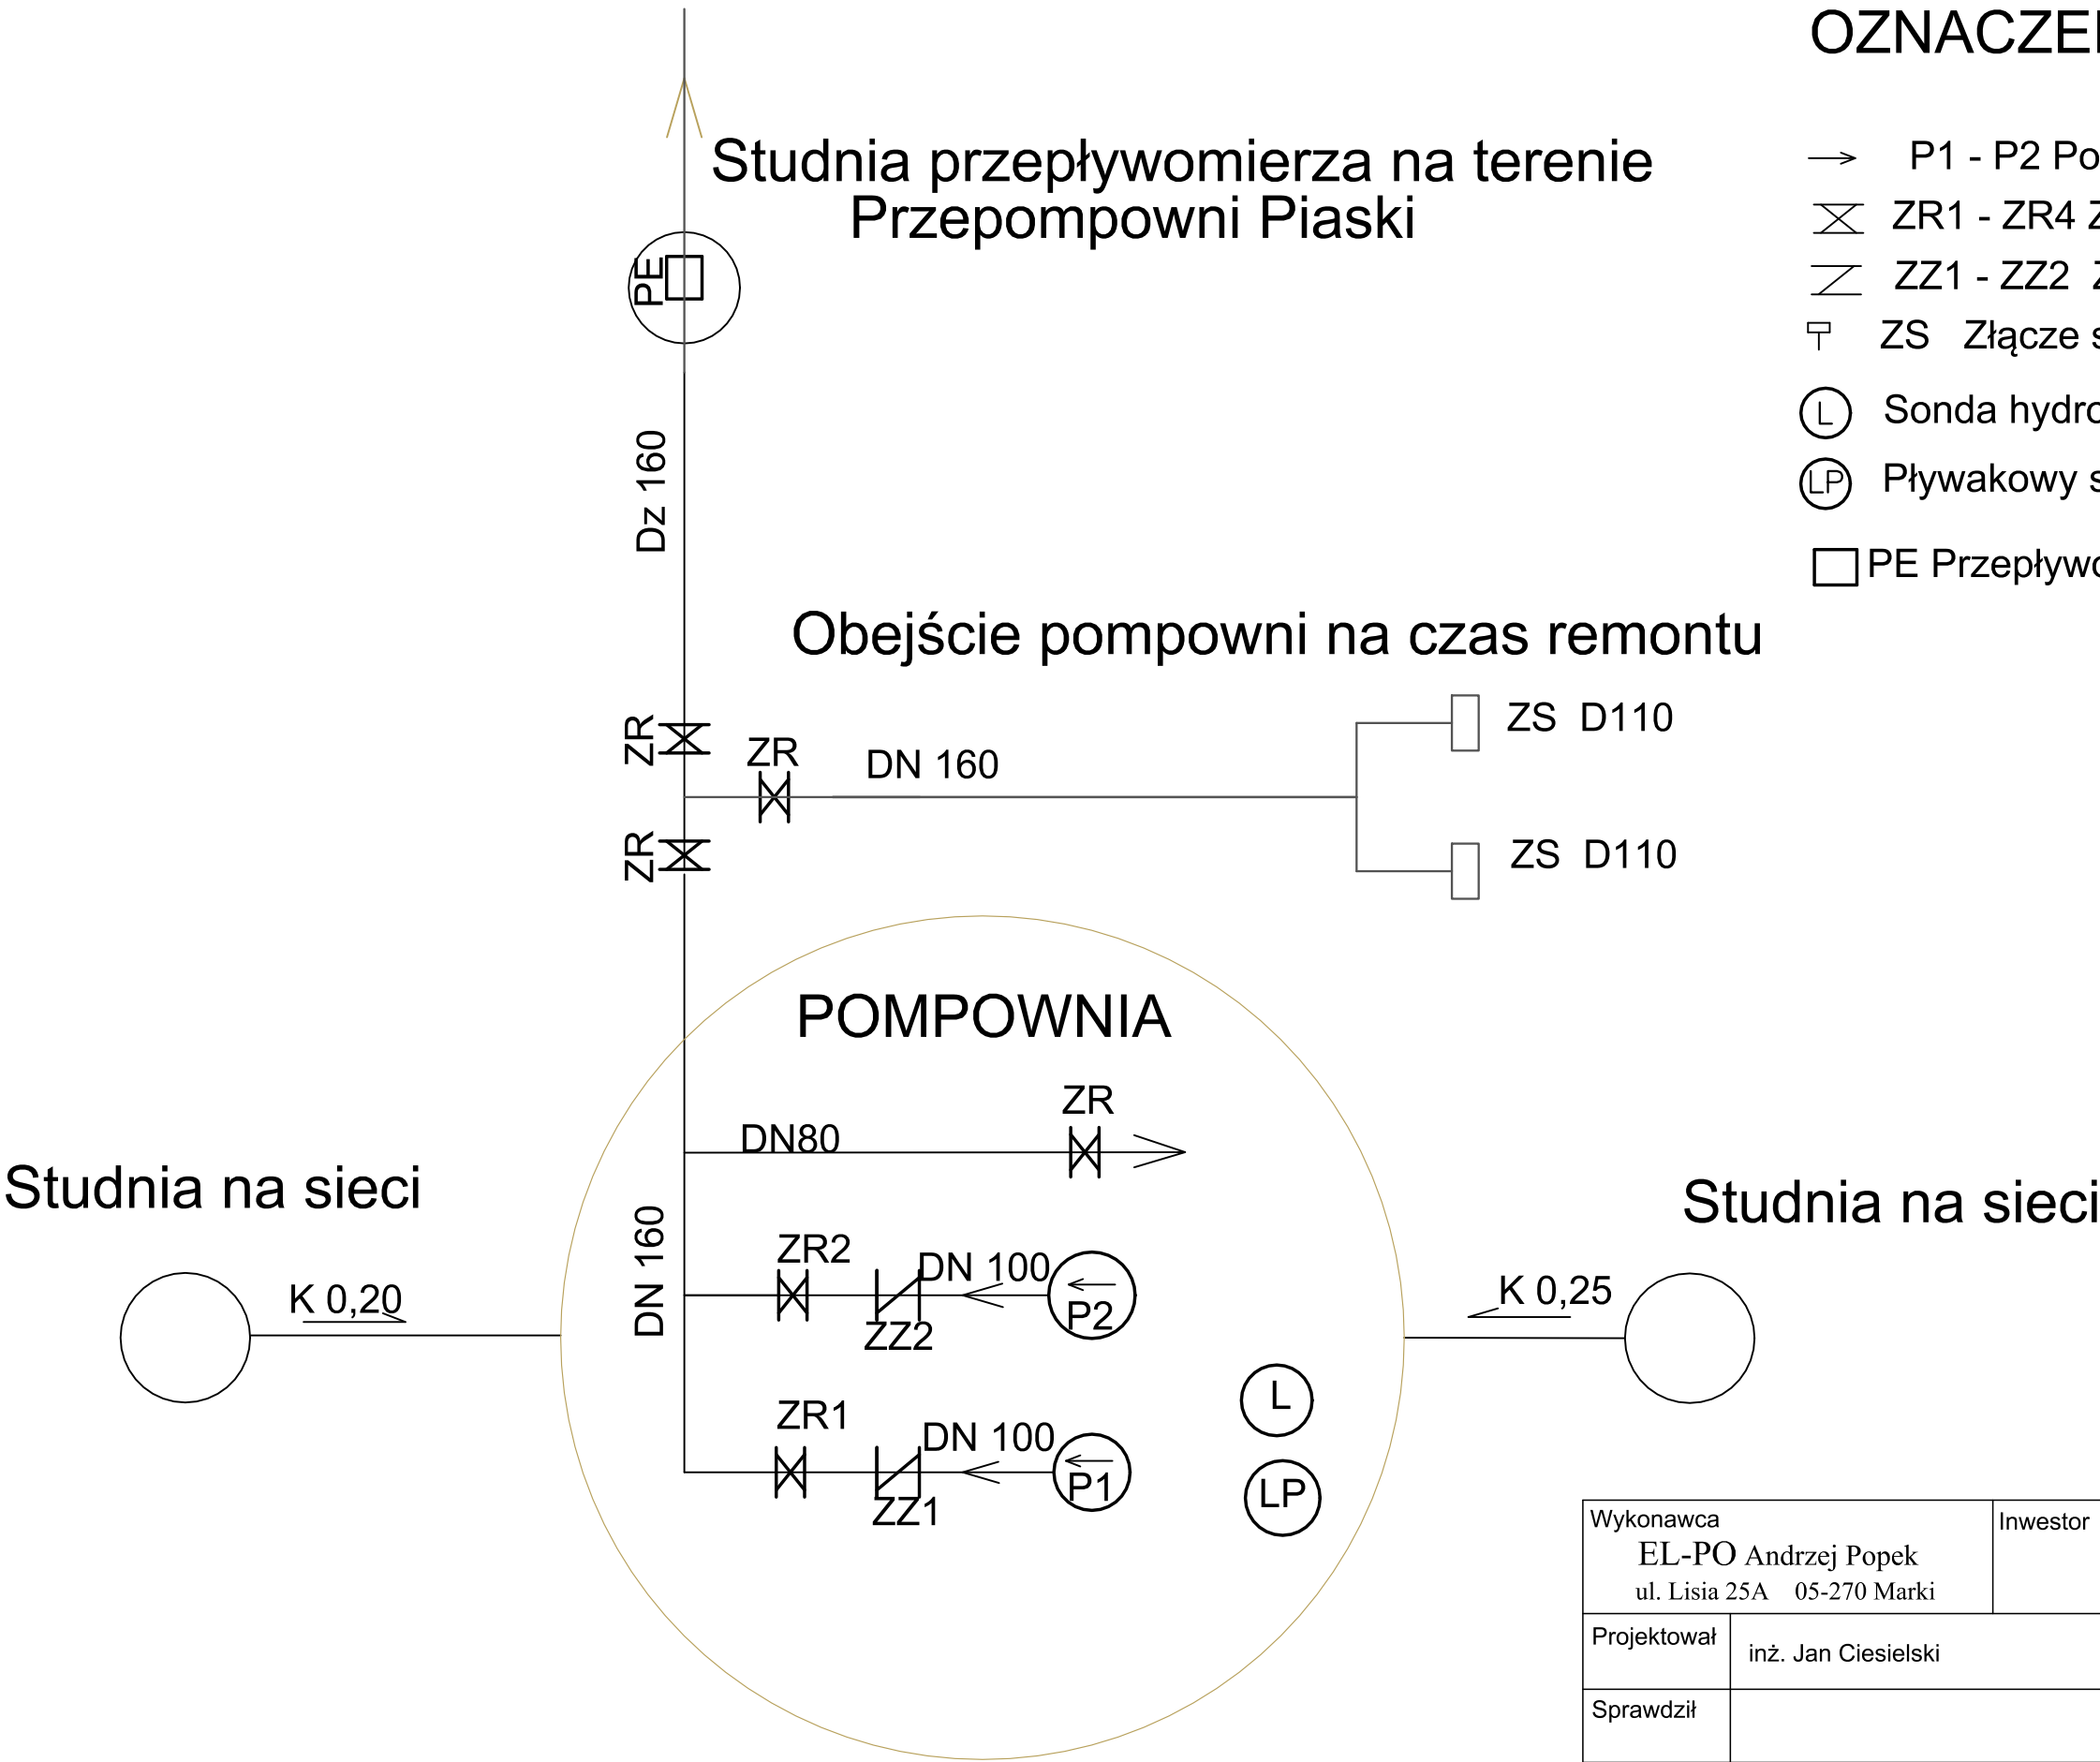 OZNACZE
Studnia przepływomierza na terenie
Przepompowni Piaski
P1 - P2 Po
ZR1 - ZR4
ZZ1 - ZZ2
ZS Złącze s
L Sonda hydro
LP Pływakowy s
PE Przepływo
PE
Dz 160
Obejście pompowni na czas remontu
ZR
ZR
DN 160
ZS D110
ZR
ZS D110
POMPOWNIA
ZR
DN80
Studnia na sieci
Studnia na sieci
DN 160
ZR2
DN 100
P2
ZZ2
K 0,20
K 0,25
L
ZR1
DN 100
P1
ZZ1
LP
Wykonawca
EL-PO Andrzej Popek
ul. Lisia 25A 05-270 Marki
Inwestor
Projektował
inż. Jan Ciesielski
Sprawdził